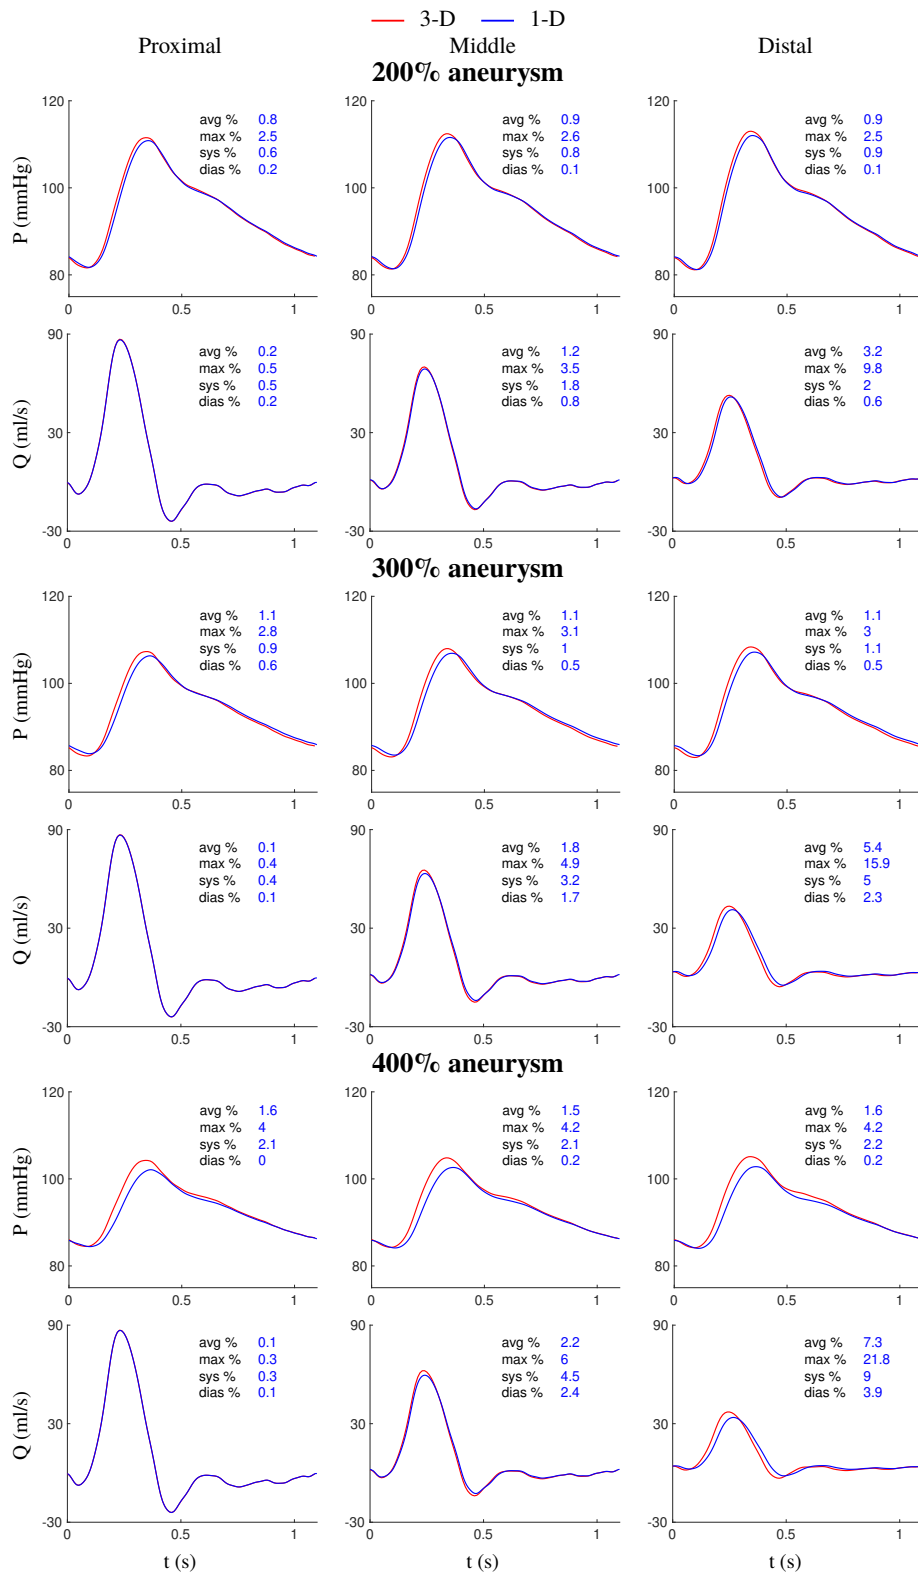 3-D 1-D
Proximal Middle Distal
200% aneurysm
P (mmHg)
120
100
80
0 0.5 1
avg % 0.8
max % 2.5
sys % 0.6
dias % 0.2
120
100
80
0 0.5 1
avg % 0.9
max % 2.6
sys % 0.8
dias % 0.1
120
100
80
0 0.5 1
avg % 0.9
max % 2.5
sys % 0.9
dias % 0.1
Q (ml/s)
90
30
-30
0 0.5 1
avg % 0.2
max % 0.5
sys % 0.5
dias % 0.2
90
30
-30
0 0.5 1
avg % 1.2
max % 3.5
sys % 1.8
dias % 0.8
90
30
-30
0 0.5 1
avg % 3.2
max % 9.8
sys % 2
dias % 0.6
300% aneurysm
P (mmHg)
120
100
80
0 0.5 1
avg % 1.1
max % 2.8
sys % 0.9
dias % 0.6
120
100
80
0 0.5 1
avg % 1.1
max % 3.1
sys % 1
dias % 0.5
120
100
80
0 0.5 1
avg % 1.1
max % 3
sys % 1.1
dias % 0.5
Q (ml/s)
90
30
-30
0 0.5 1
avg % 0.1
max % 0.4
sys % 0.4
dias % 0.1
90
30
-30
0 0.5 1
avg % 1.8
max % 4.9
sys % 3.2
dias % 1.7
90
30
-30
0 0.5 1
avg % 5.4
max % 15.9
sys % 5
dias % 2.3
400% aneurysm
P (mmHg)
120
100
80
0 0.5 1
avg % 1.6
max % 4
sys % 2.1
dias % 0
120
100
80
0 0.5 1
avg % 1.5
max % 4.2
sys % 2.1
dias % 0.2
120
100
80
0 0.5 1
avg % 1.6
max % 4.2
sys % 2.2
dias % 0.2
Q (ml/s)
90
30
-30
0 0.5 1
avg % 0.1
max % 0.3
sys % 0.3
dias % 0.1
90
30
-30
0 0.5 1
avg % 2.2
max % 6
sys % 4.5
dias % 2.4
90
30
-30
0 0.5 1
avg % 7.3
max % 21.8
sys % 9
dias % 3.9
t (s) t (s) t (s)